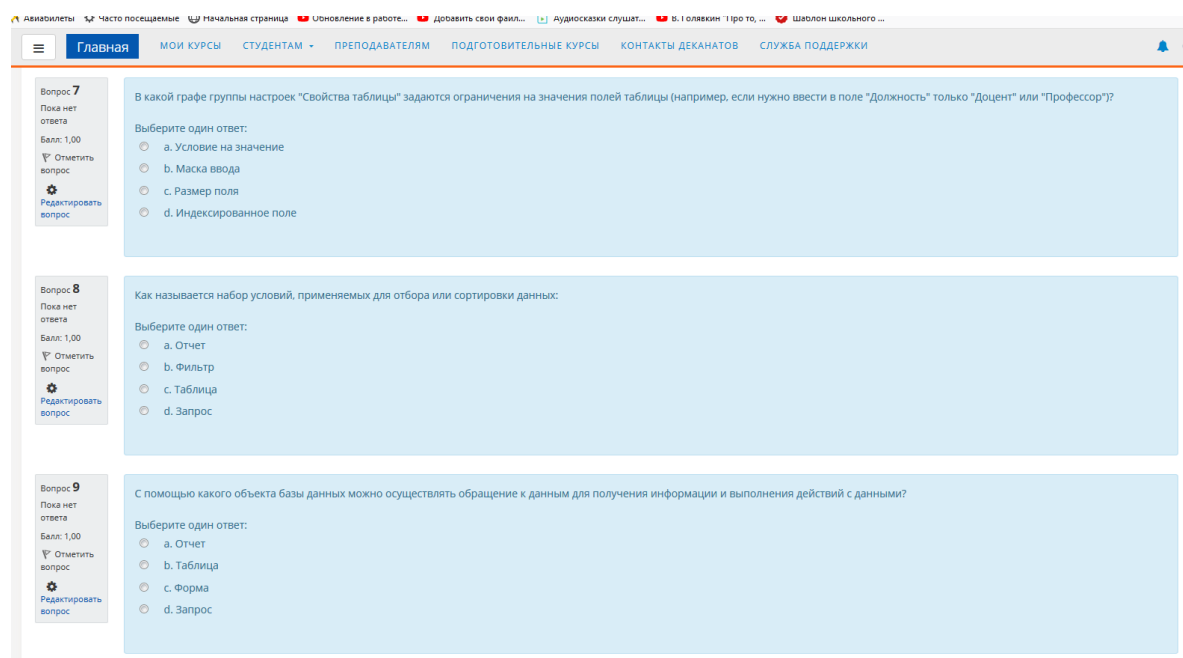 Авиабилеты Часто посещаемые Начальная страница Обновление в работе... Добавить свои файл... Аудиосказки слушат... В. Голявкин "Про то, ... Шаблон школьного ...
Главная МОИ КУРСЫ СТУДЕНТАМ ПРЕПОДАВАТЕЛЯМ ПОДГОТОВИТЕЛЬНЫЕ КУРСЫ КОНТАКТЫ ДЕКАНАТОВ СЛУЖБА ПОДДЕРЖКИ
Вопрос 7
Пока нет
ответа
Балл: 1,00
Отметить
вопрос
Редактировать
вопрос
В какой графе группы настроек "Свойства таблицы" задаются ограничения на значения полей таблицы (например, если нужно ввести в поле "Должность" только "Доцент" или "Профессор")?
Выберите один ответ:
a. Условие на значение
b. Маска ввода
c. Размер поля
d. Индексированное поле
Вопрос 8
Пока нет
ответа
Балл: 1,00
Отметить
вопрос
Редактировать
вопрос
Как называется набор условий, применяемых для отбора или сортировки данных:
Выберите один ответ:
a. Отчет
b. Фильтр
c. Таблица
d. Запрос
Вопрос 9
Пока нет
ответа
Балл: 1,00
Отметить
вопрос
Редактировать
вопрос
С помощью какого объекта базы данных можно осуществлять обращение к данным для получения информации и выполнения действий с данными?
Выберите один ответ:
a. Отчет
b. Таблица
c. Форма
d. Запрос